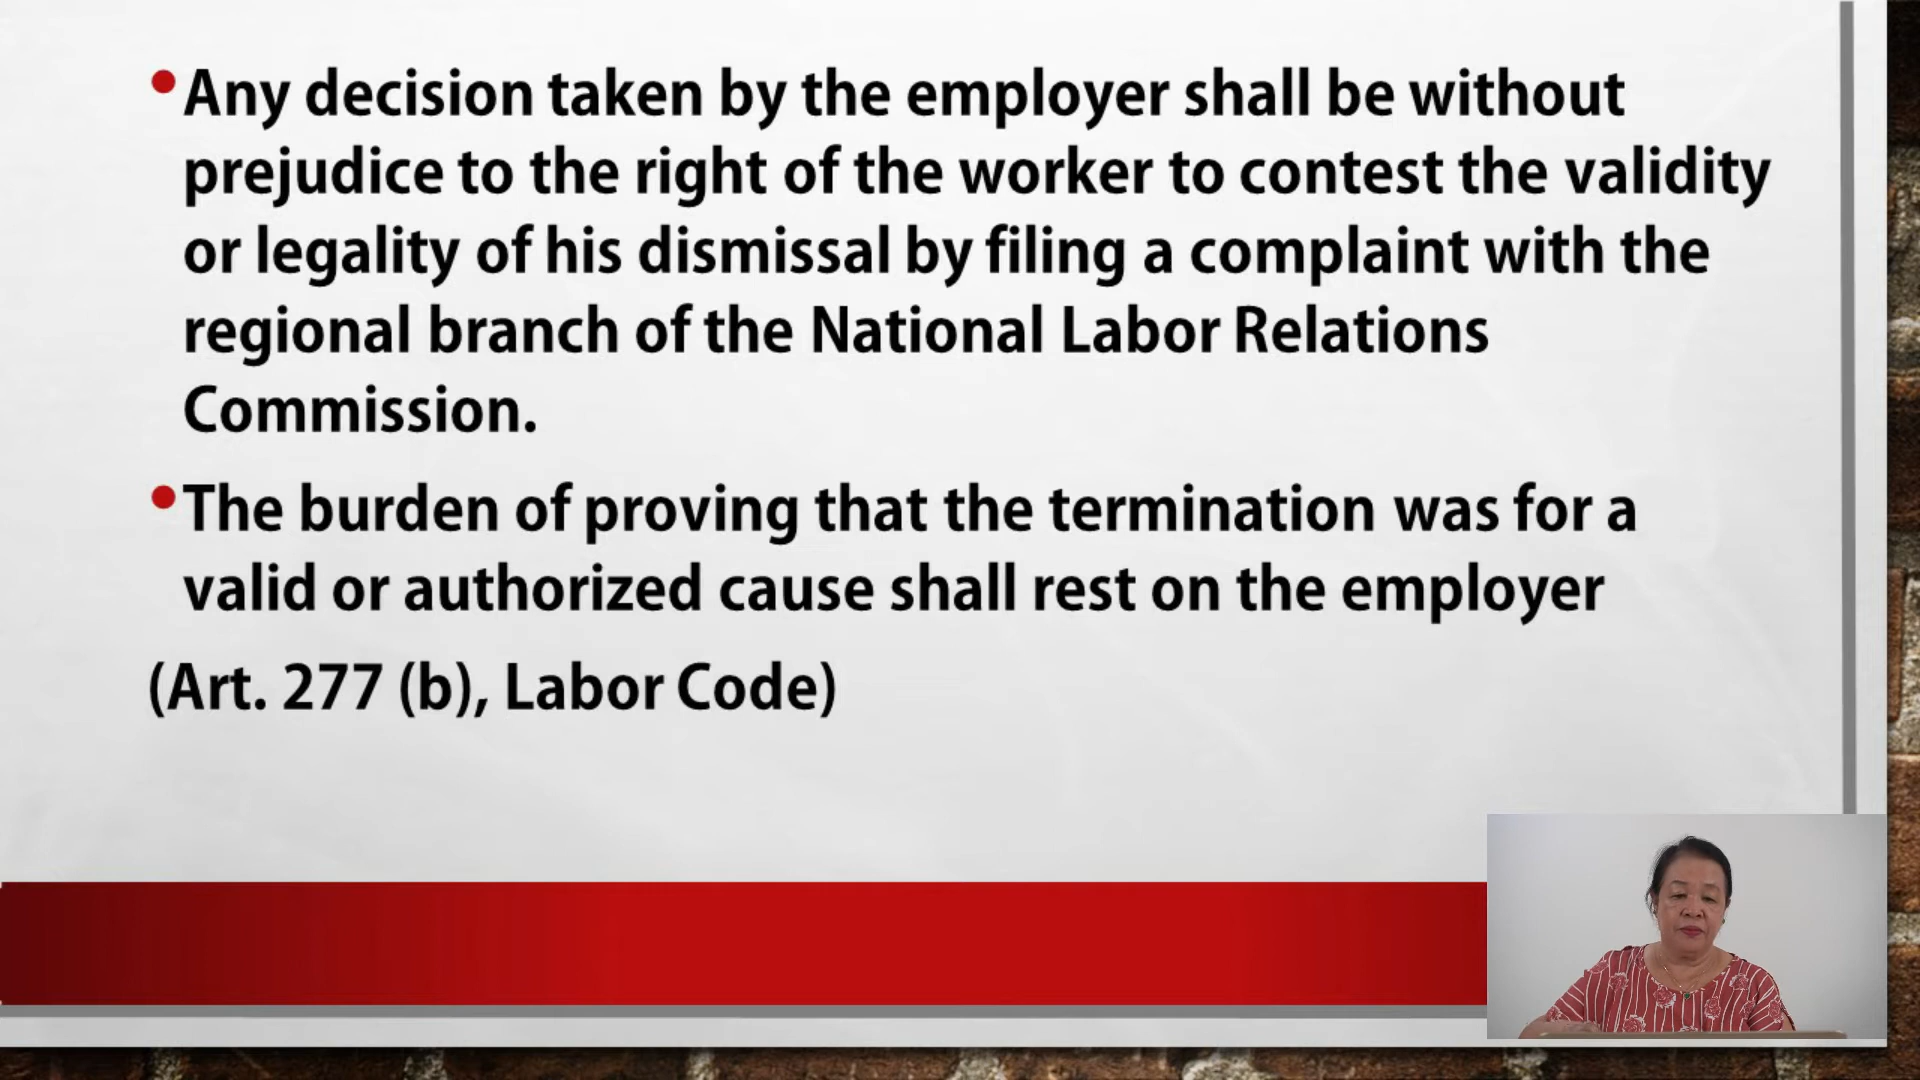 •Any decision taken by the employer shall be without
prejudice to the right of the worker to contest the validity
or legality of his dismissal by filing a complaint with the
regional branch of the National Labor Relations
Commission.
•The burden of proving that the termination was for a
valid or authorized cause shall rest on the employer
(Art. 277 (b), Labor Code)